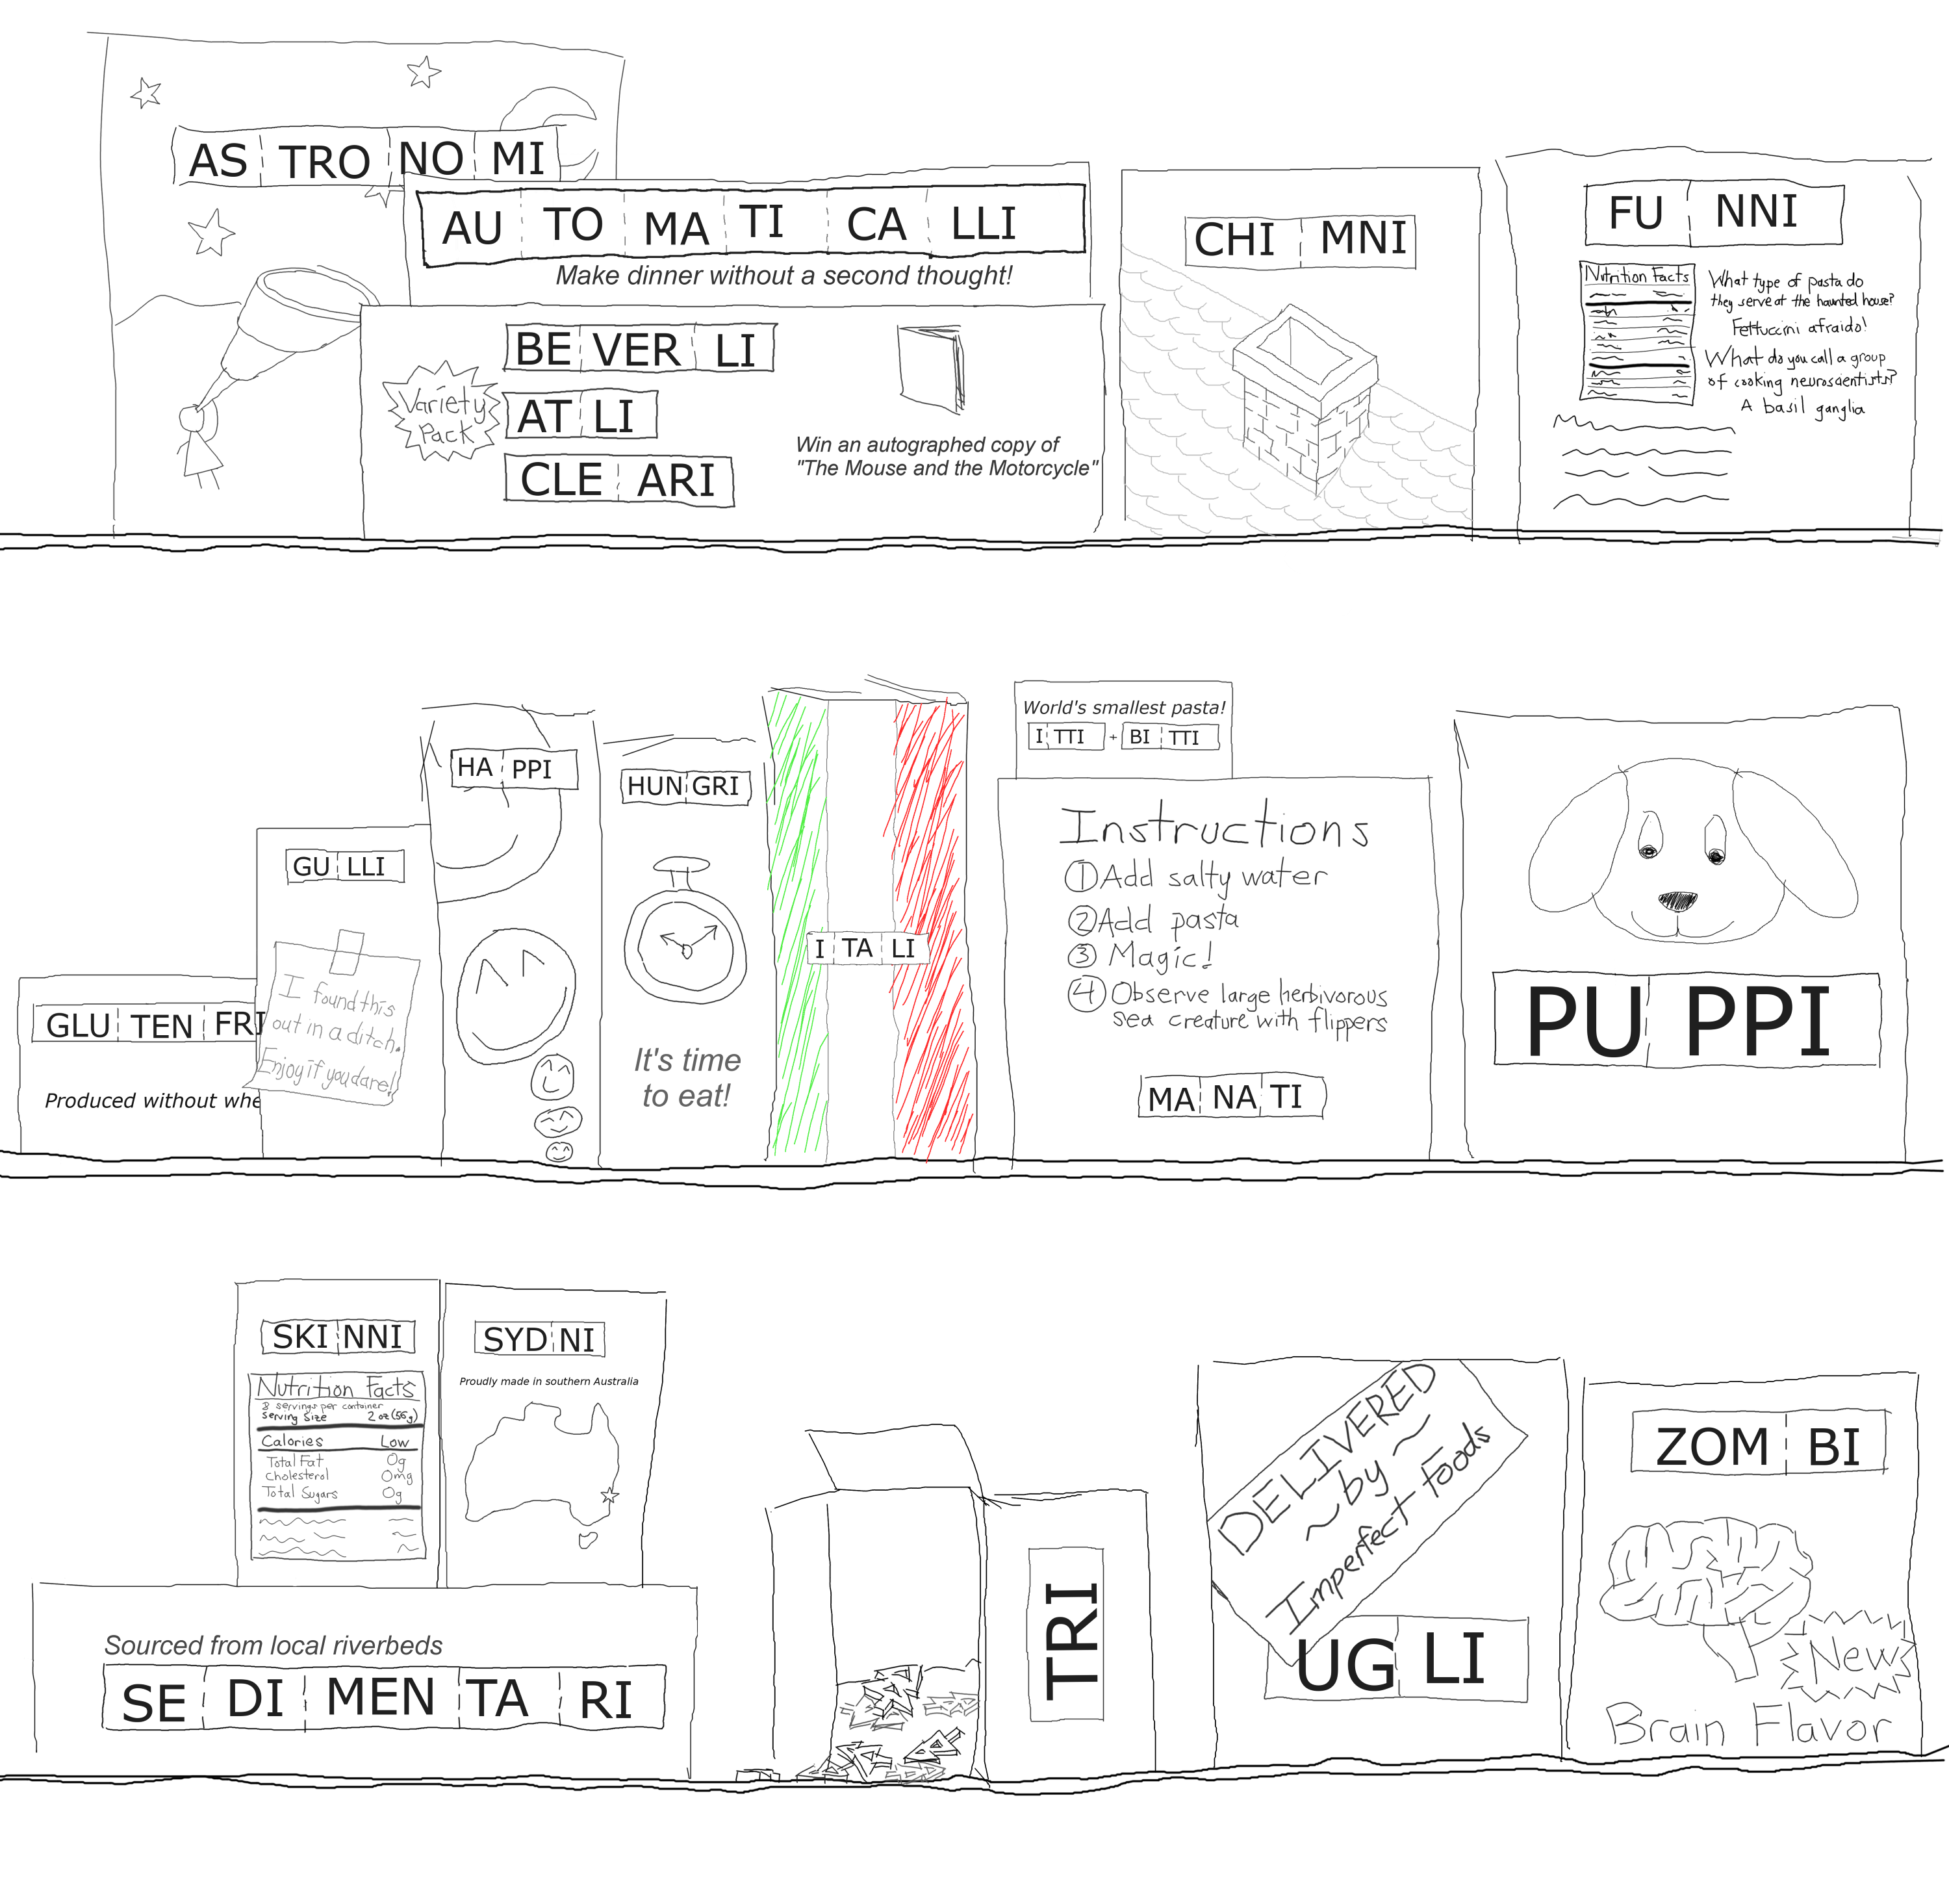 AS TRO NO MI
AU TO MA TI CA LLI
Make dinner without a second thought!
BE VER LI
AT LI
CLE ARI
Variety
Pack
Win an autographed copy of
"The Mouse and the Motorcycle"
CHI MNI
FU NNI
Nutrition Facts
What type of pasta do
they serve at the haunted house?
Fettuccini afraido!
What do you call a group
of cooking neuroscientists?
A basil ganglia
GLU TEN FRI
Produced without whe
GU LLI
I found this
out in a ditch.
Enjoy if you dare!
HA PPI
HUN GRI
It's time
to eat!
I TA LI
World's smallest pasta!
I TTI + BI TTI
Instructions
1 Add salty water
2 Add pasta
3 Magic!
4 Observe large herbivorous
sea creature with flippers
MA NA TI
PU PPI
SKI NNI
Nutrition Facts
8 servings per container
Serving size 2 oz (56g)
Calories Low
Total Fat 0g
Cholesterol 0mg
Total Sugars 0g
SYD NI
Proudly made in southern Australia
Sourced from local riverbeds
SE DI MEN TA RI
TRI
DELIVERED
~ by ~
Imperfect Foods
UG LI
ZOM BI
New
Brain Flavor